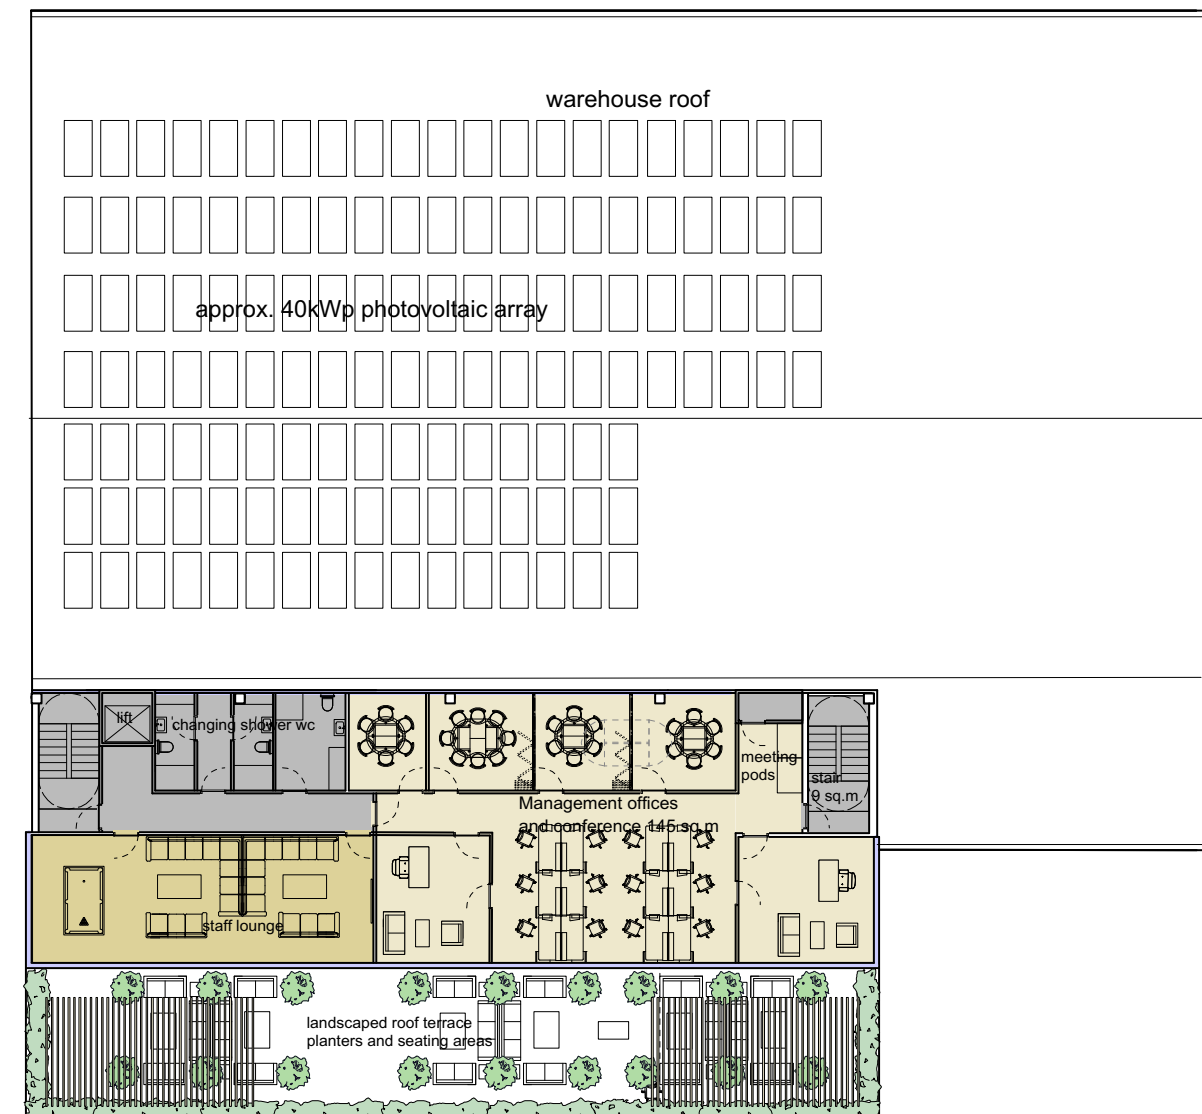 warehouse roof
approx. 40kWp photovoltaic array
lift
changing shower wc
meeting
pods
stair
9 sq.m
Management offices
and conference 145 sq.m
staff lounge
landscaped roof terrace
planters and seating areas